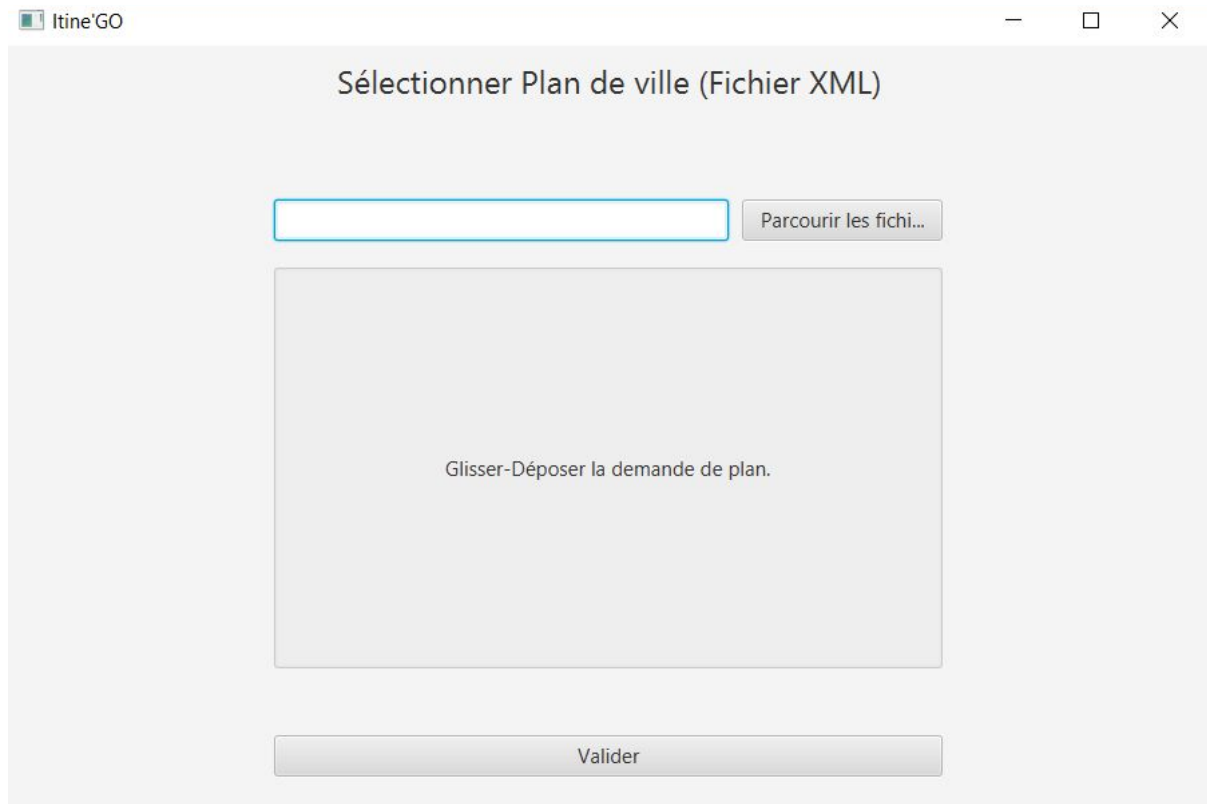 Itine'GO
Sélectionner Plan de ville (Fichier XML)
Parcourir les fichi...
Glisser-Déposer la demande de plan.
Valider